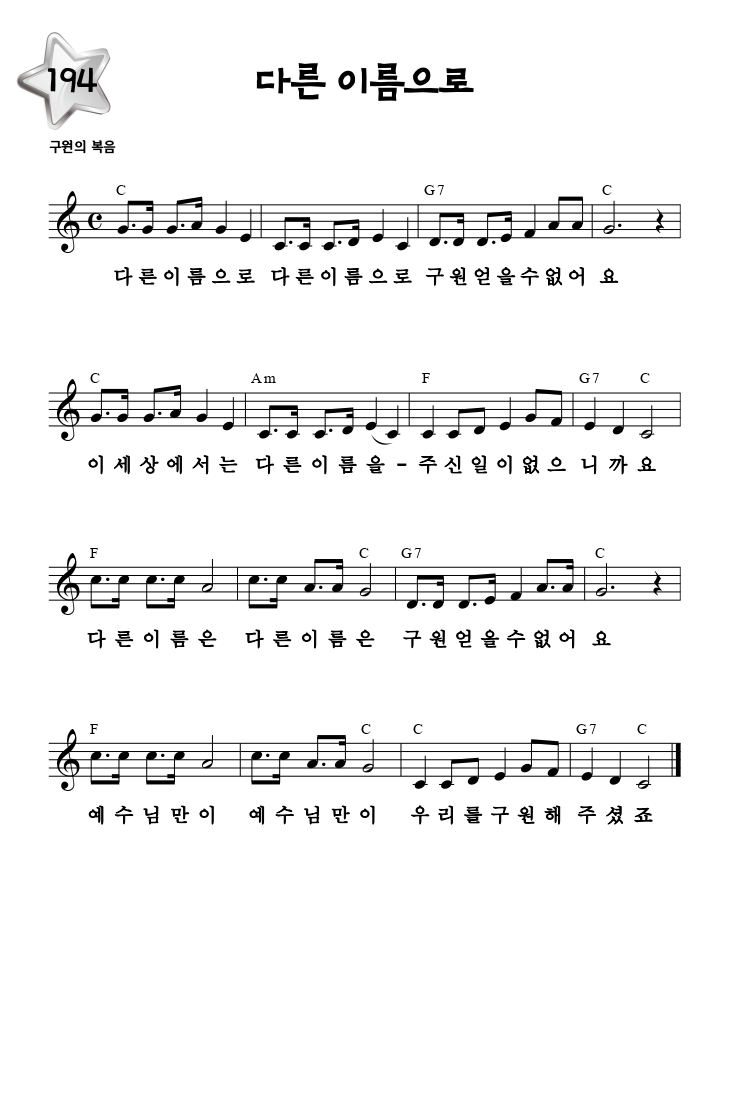 194
다른 이름으로
구원의 복음
C G7 C
다른이름으로 다른이름으로 구원얻을수없어 요
C Am F G7 C
이세상에서는 다른이름을-주신일이없으 니까요
F C G7 C
다른이름은 다른이름은 구원얻을수없어 요
F C C G7 C
예수님만이 예수님만이 우리를구원해 주셨죠